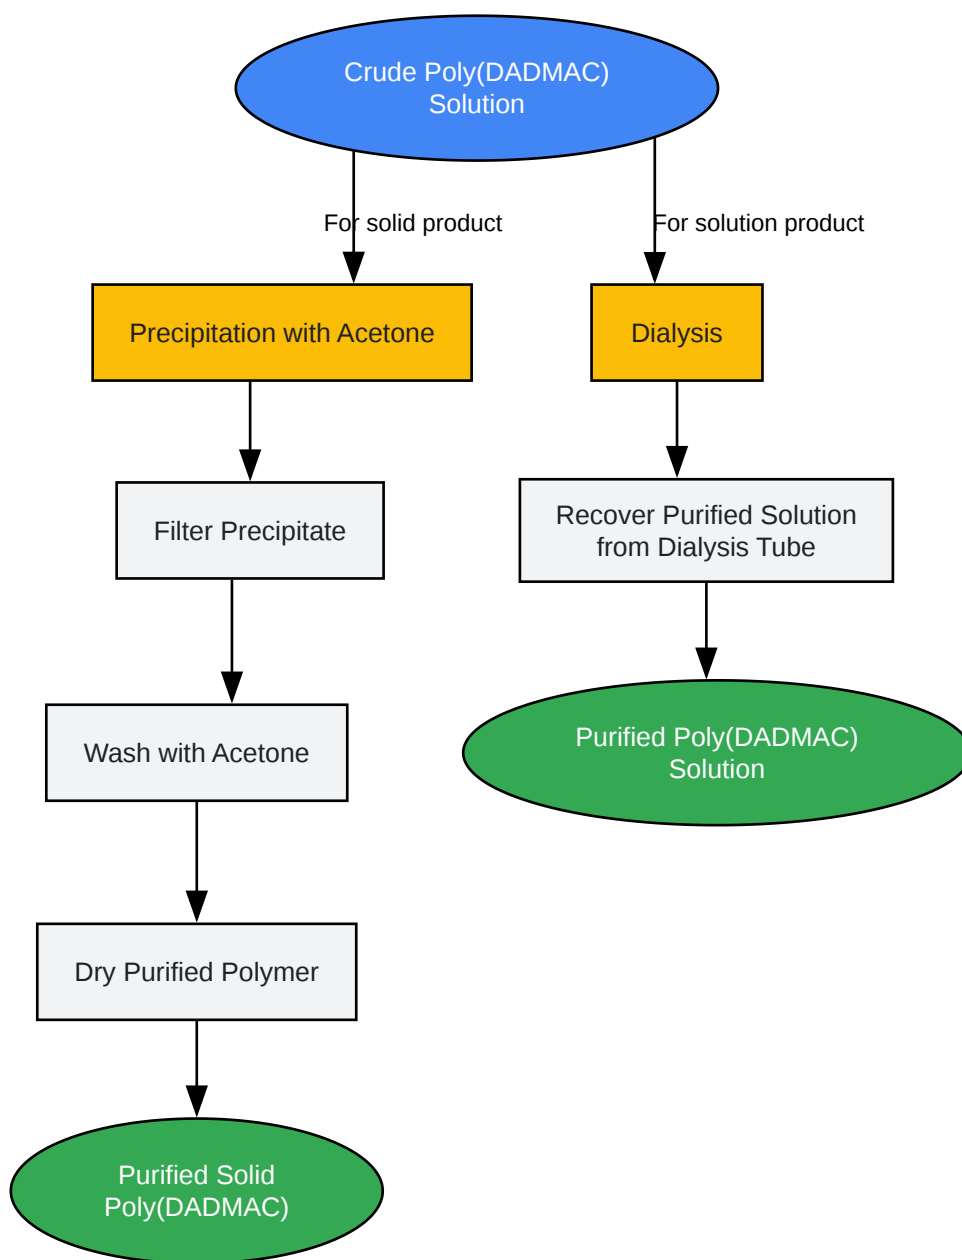 Crude Poly(DADMAC)
Solution
For solid product
For solution product
Precipitation with Acetone
Dialysis
Filter Precipitate
Recover Purified Solution
from Dialysis Tube
Wash with Acetone
Purified Poly(DADMAC)
Solution
Dry Purified Polymer
Purified Solid
Poly(DADMAC)